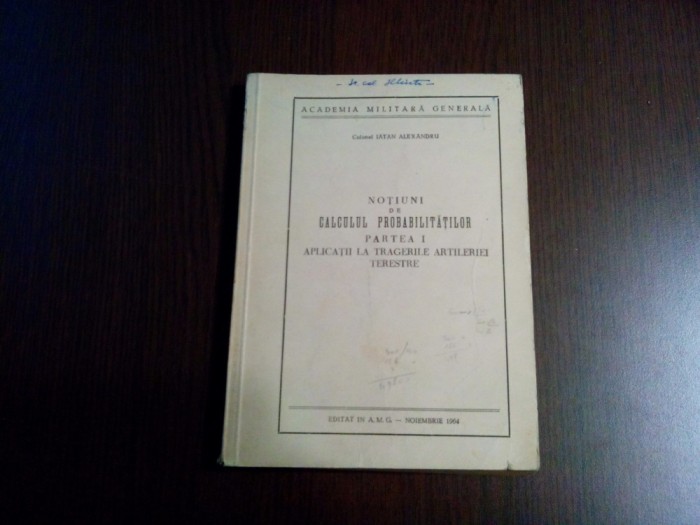 ACADEMIA MILITARĂ GENERALĂ
Colonel IATAN ALEXANDRU
NOȚIUNI
DE
CALCULUL PROBABILITĂȚILOR
PARTEA I
APLICAȚII LA TRAGERILE ARTILERIEI
TERESTRE
EDITAT IN A.M.G. — NOIEMBRIE 1964